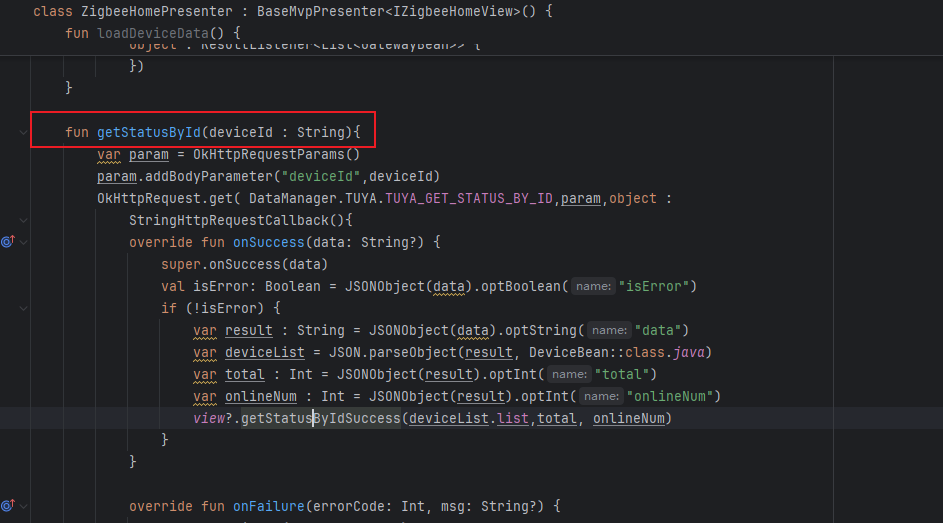 class ZigbeeHomePresenter : BaseMvpPresenter<IZigbeeHomeView>() {
fun loadDeviceData() {
object : ResultListener<List<GatewayBean>> {
})
}
fun getStatusById(deviceId : String){
var param = OkHttpRequestParams()
param.addBodyParameter("deviceId",deviceId)
OkHttpRequest.get( DataManager.TUYA.TUYA_GET_STATUS_BY_ID,param,object :
StringHttpRequestCallback(){
override fun onSuccess(data: String?) {
super.onSuccess(data)
val isError: Boolean = JSONObject(data).optBoolean( name: "isError")
if (!isError) {
var result : String = JSONObject(data).optString( name: "data")
var deviceList = JSON.parseObject(result, DeviceBean::class.java)
var total : Int = JSONObject(result).optInt( name: "total")
var onlineNum : Int = JSONObject(result).optInt( name: "onlineNum")
view?.getStatusByIdSuccess(deviceList.list,total, onlineNum)
}
}
override fun onFailure(errorCode: Int, msg: String?) {